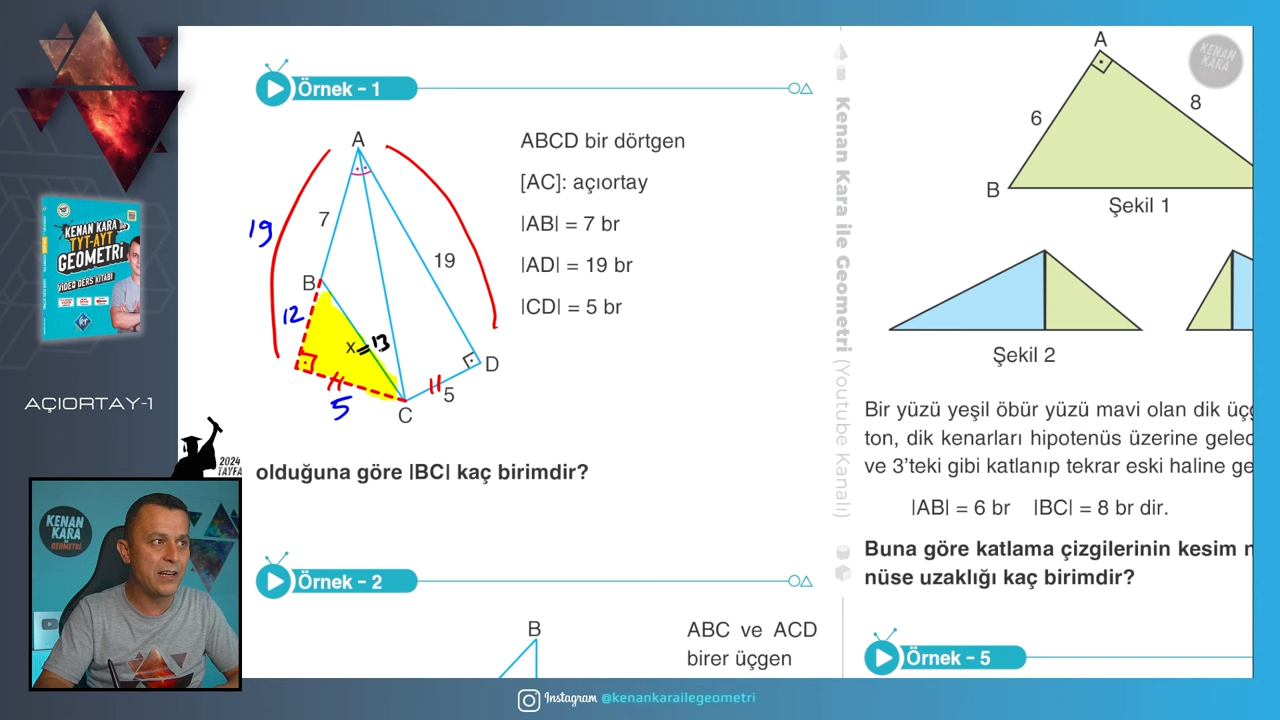 Örnek - 1
ABCD bir dörtgen
[AC]: açıortay
|AB| = 7 br
|AD| = 19 br
|CD| = 5 br
A
7
19
19
B
12
x = 13
D
5
5
C
olduğuna göre |BC| kaç birimdir?
Örnek - 2
B
ABC ve ACD
birer üçgen
Kenan Kara ile Geometri (Youtube Kanalı)
KENAN
KARA
A
6
8
B
Şekil 1
Şekil 2
Bir yüzü yeşil öbür yüzü mavi olan dik üçg
ton, dik kenarları hipotenüs üzerine gelec
ve 3'teki gibi katlanıp tekrar eski haline ge
|AB| = 6 br |BC| = 8 br dir.
Buna göre katlama çizgilerinin kesim n
nüse uzaklığı kaç birimdir?
Örnek - 5
KENAN KARA
TYT-AYT
GEOMETRİ
VİDEO DERS KİTABI
AÇIORTAY-1
2024
TAYFA
KENAN
KARA
GEOMETRİ
Instagram @kenankarailegeometri